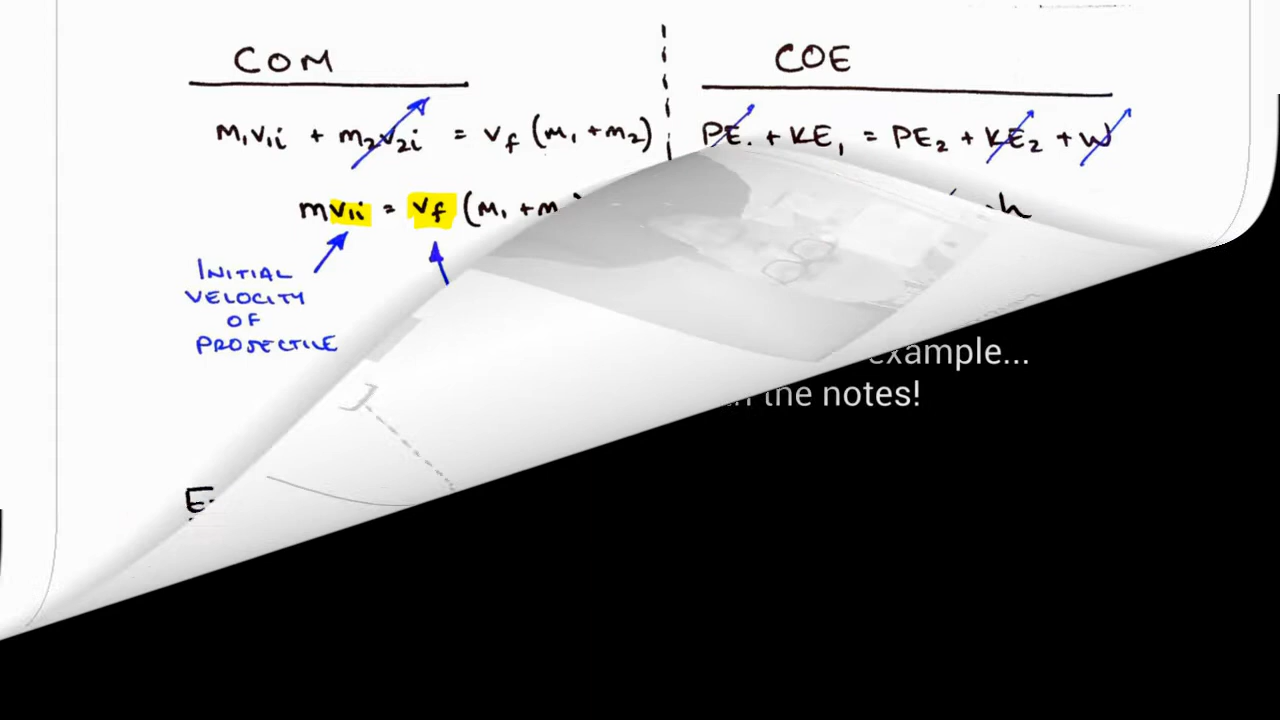 COM
m₁v₁i + m₂v₂i = vf (m₁ + m₂)
mv₁i = vf (m₁ + m
INITIAL
VELOCITY
OF
PROJECTILE
E
COE
PE₁ + KE₁ = PE₂ + KE₂ + W
h
example...
the notes!